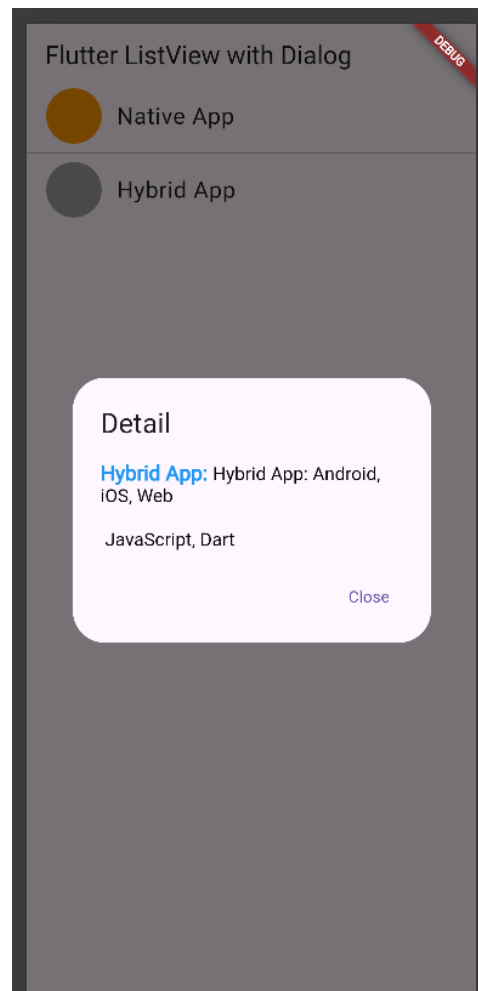 Flutter ListView with Dialog
DEBUG
Native App
Hybrid App
Detail
Hybrid App: Hybrid App: Android,
iOS, Web
JavaScript, Dart
Close